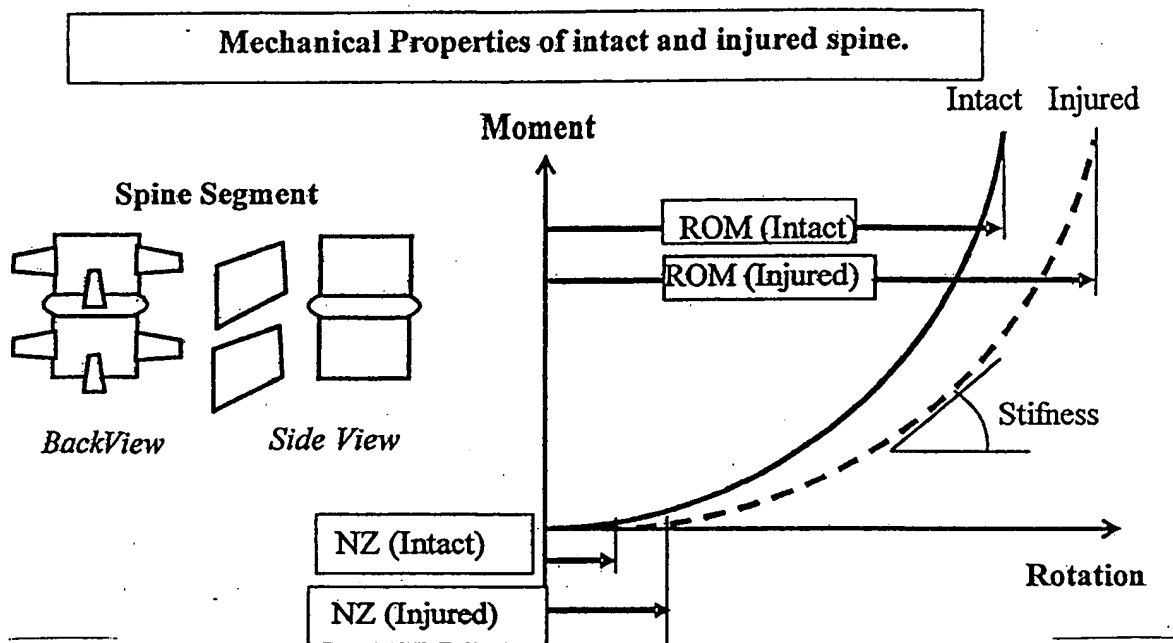 Mechanical Properties of intact and injured spine.
Intact Injured
Moment
Spine Segment
ROM (Intact)
ROM (Injured)
Stifness
BackView
Side View
NZ (Intact)
Rotation
NZ (Injured)